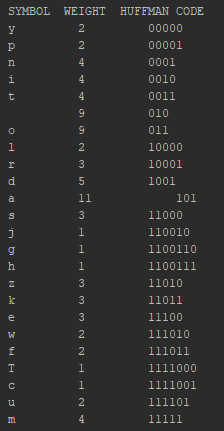 SYMBOL WEIGHT HUFFMAN CODE
y 2 00000
p 2 00001
n 4 0001
i 4 0010
t 4 0011
9 010
o 9 011
l 2 10000
r 3 10001
d 5 1001
a 11 101
s 3 11000
j 1 110010
g 1 1100110
h 1 1100111
z 3 11010
k 3 11011
e 3 11100
w 2 111010
f 2 111011
T 1 1111000
c 1 1111001
u 2 111101
m 4 11111